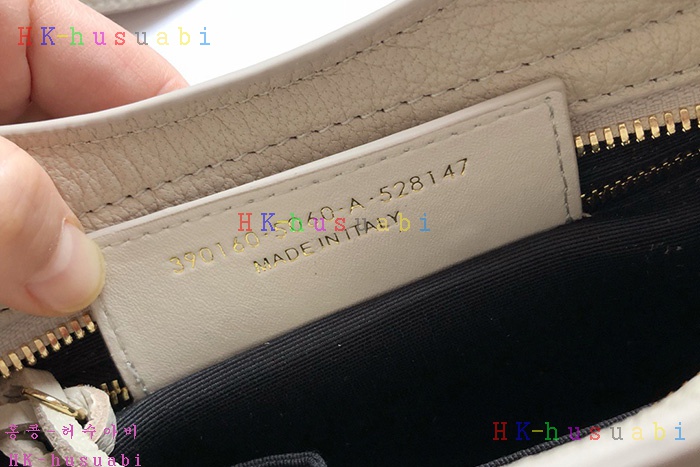 HK-husuabi
390160-5960-A-528147
HK-husuabi
MADE IN ITALY
홍콩-허수아비
HK-husuabi
HK husuabi